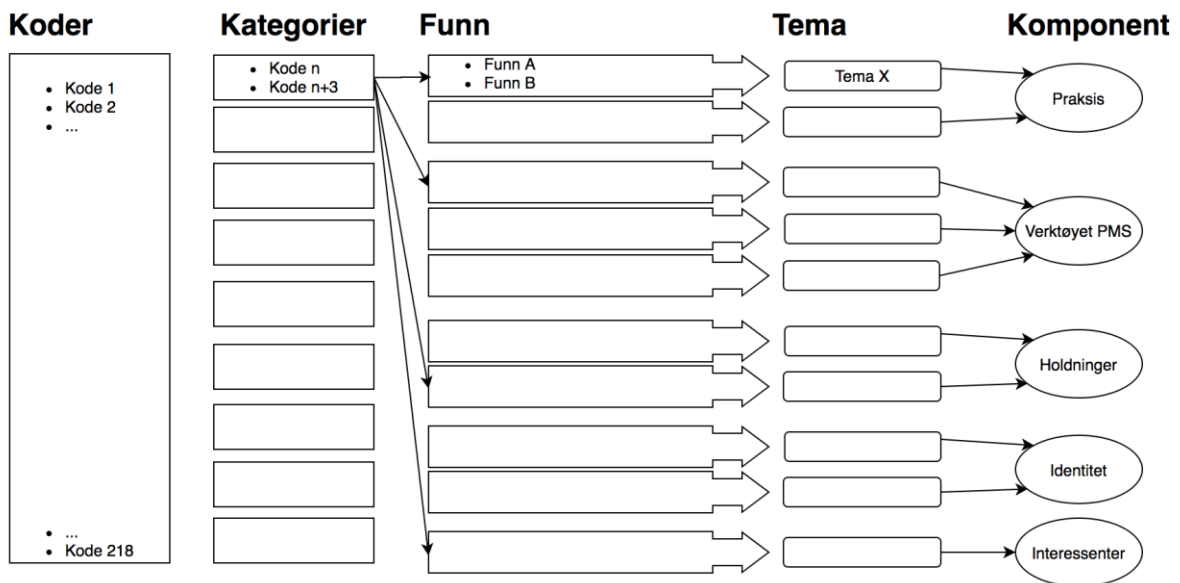 Koder
Kategorier
Funn
Tema
Komponent
• Kode 1
• Kode 2
• ...
• ...
• Kode 218
• Kode n
• Kode n+3
• Funn A
• Funn B
Tema X
Praksis
Verktøyet PMS
Holdninger
Identitet
Interessenter